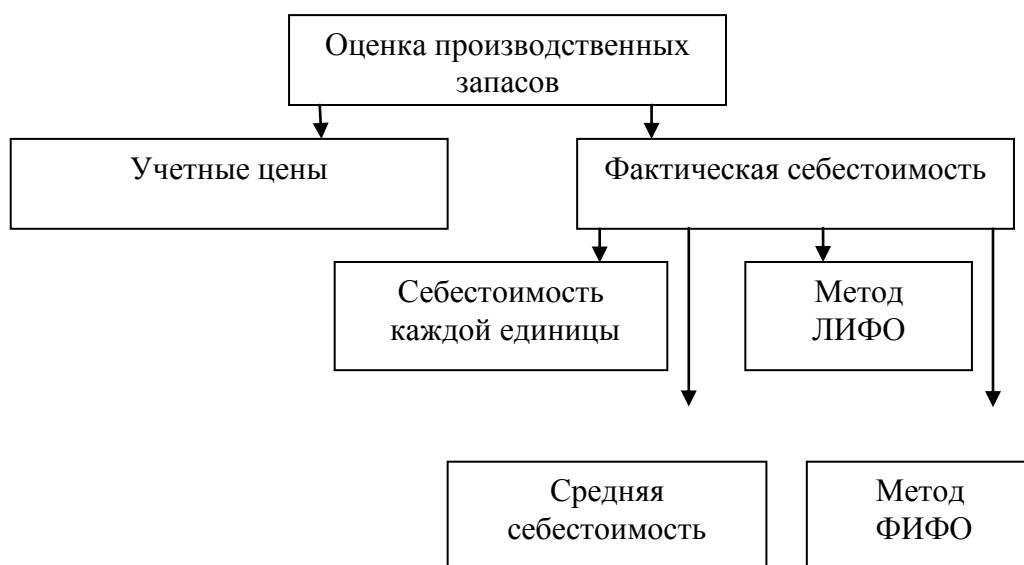 Оценка производственных
запасов
Учетные цены
Фактическая себестоимость
Себестоимость
каждой единицы
Метод
ЛИФО
Средняя
себестоимость
Метод
ФИФО